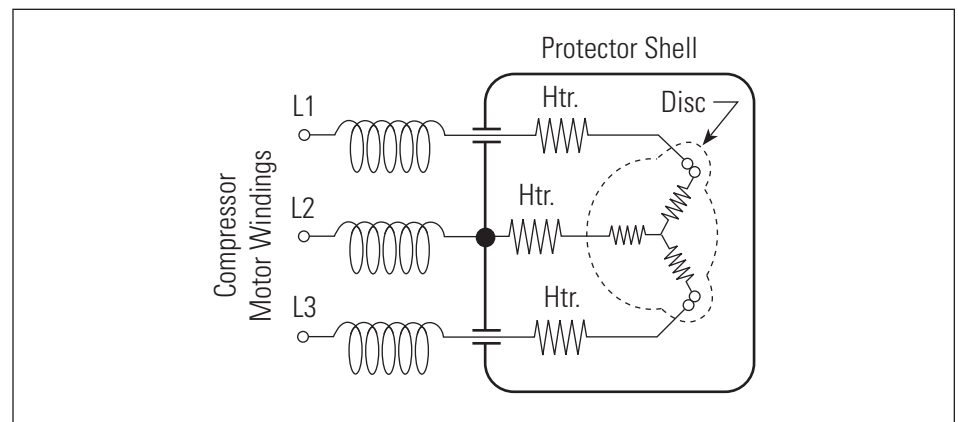 Protector Shell
L1
Htr.
Disc
L2
Htr.
Compressor
Motor Windings
L3
Htr.